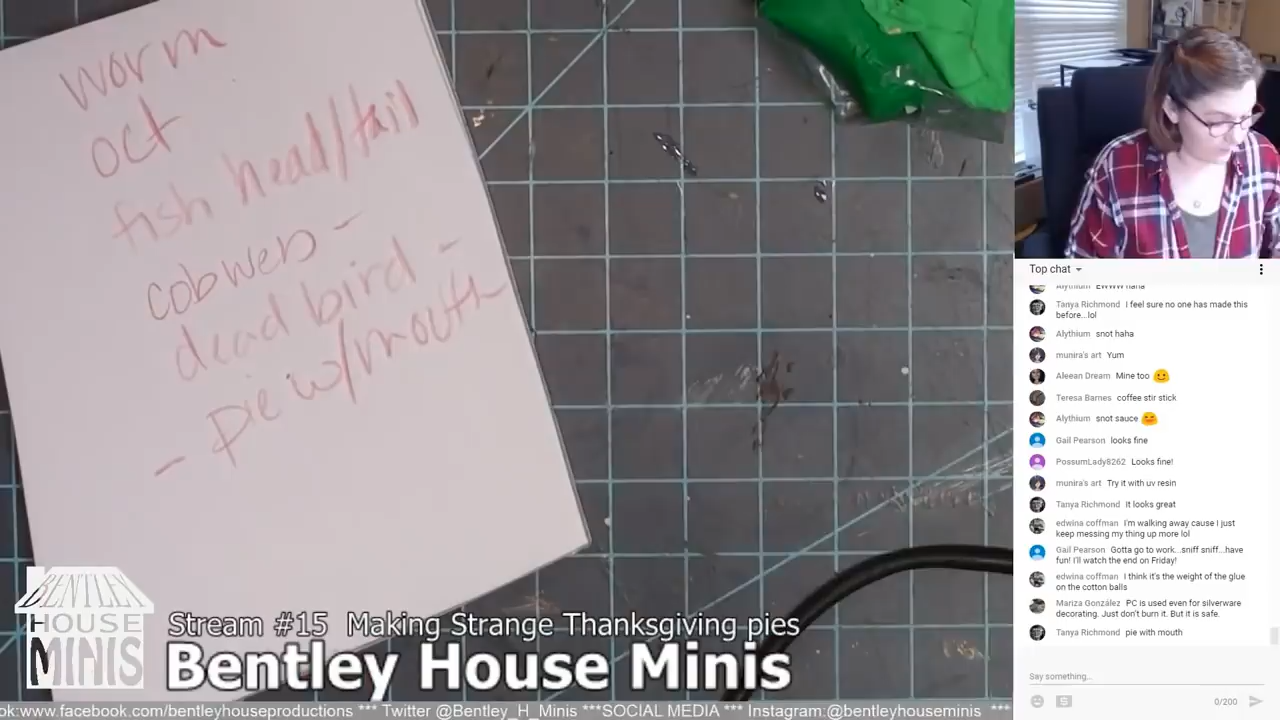 worm
oct
fish head/tail
cobweb -
dead bird -
- pie w/mouth
BENTLEY
HOUSE
MINIS
Stream #15 Making Strange Thanksgiving pies
Bentley House Minis
ok:www.facebook.com/bentleyhouseproductions *** Twitter @Bentley_H_Minis ***SOCIAL MEDIA *** Instagram:@bentleyhouseminis ***
Top chat
Alythium EWWW haha
Tanya Richmond I feel sure no one has made this
before...lol
Alythium snot haha
munira's art Yum
Aleean Dream Mine too
Teresa Barnes coffee stir stick
Alythium snot sauce
Gail Pearson looks fine
PossumLady8262 Looks fine!
munira's art Try it with uv resin
Tanya Richmond It looks great
edwina coffman I'm walking away cause I just
keep messing my thing up more lol
Gail Pearson Gotta go to work...sniff sniff...have
fun! I'll watch the end on Friday!
edwina coffman I think it's the weight of the glue
on the cotton balls
Mariza González PC is used even for silverware
decorating. Just don't burn it. But it is safe.
Tanya Richmond pie with mouth
Say something...
0/200